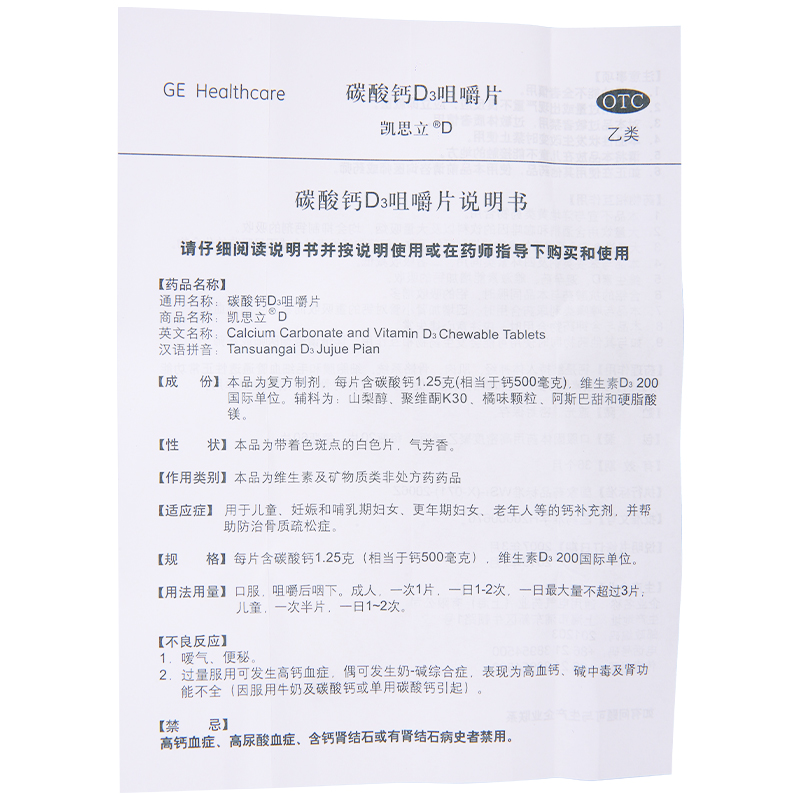 GE Healthcare
碳酸钙D3咀嚼片
凯思立®D
OTC
乙类
碳酸钙D3咀嚼片说明书
请仔细阅读说明书并按说明使用或在药师指导下购买和使用
【药品名称】
通用名称：碳酸钙D3咀嚼片
商品名称：凯思立®D
英文名称：Calcium Carbonate and Vitamin D3 Chewable Tablets
汉语拼音：Tansuangai D3 Jujue Pian
【成　份】本品为复方制剂，每片含碳酸钙1.25克(相当于钙500毫克)，维生素D3 200
国际单位。辅料为：山梨醇、聚维酮K30、橘味颗粒、阿斯巴甜和硬脂酸
镁。
【性　状】本品为带着色斑点的白色片，气芳香。
【作用类别】本品为维生素及矿物质类非处方药药品
【适应症】用于儿童、妊娠和哺乳期妇女、更年期妇女、老年人等的钙补充剂，并帮
助防治骨质疏松症。
【规　格】每片含碳酸钙1.25克（相当于钙500毫克），维生素D3 200国际单位。
【用法用量】口服，咀嚼后咽下。成人，一次1片，一日1-2次，一日最大量不超过3片，
儿童，一次半片，一日1~2次。
【不良反应】
1．嗳气、便秘。
2．过量服用可发生高钙血症，偶可发生奶-碱综合症，表现为高血钙、碱中毒及肾功
能不全（因服用牛奶及碳酸钙或单用碳酸钙引起）。
【禁　忌】
高钙血症、高尿酸血症、含钙肾结石或有肾结石病史者禁用。